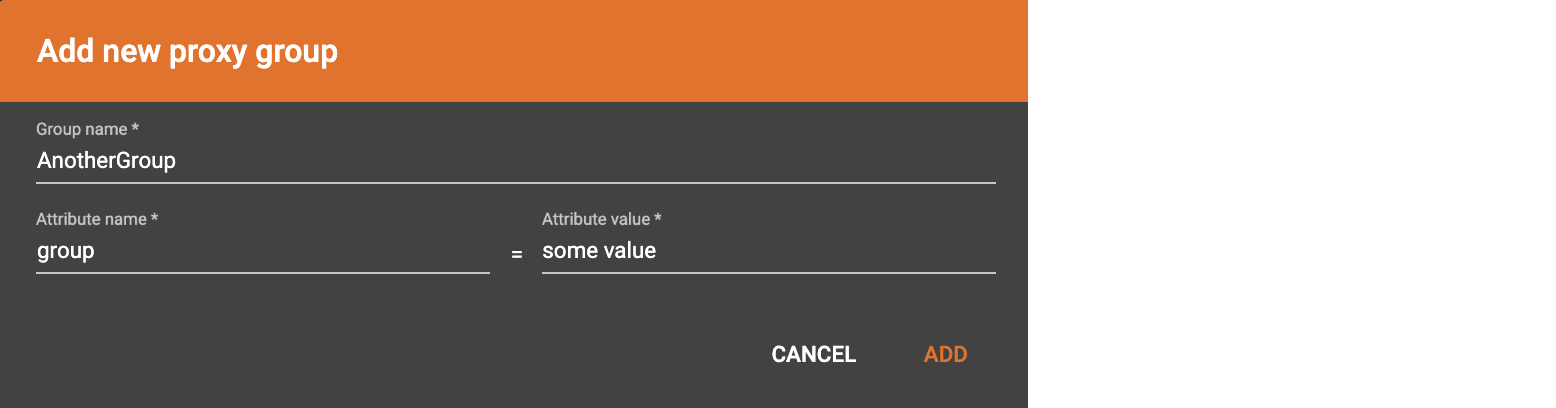 Add new proxy group
Group name *
AnotherGroup
Attribute name * Attribute value *
group = some value
CANCEL ADD